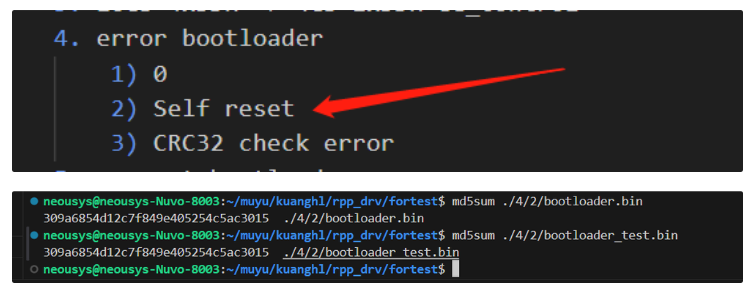 4. error bootloader
1) 0
2) Self reset
3) CRC32 check error
neousys@neousys-Nuvo-8003:~/muyu/kuanghl/rpp_drv/fortest$ md5sum ./4/2/bootloader.bin
309a6854d12c7f849e405254c5ac3015 ./4/2/bootloader.bin
neousys@neousys-Nuvo-8003:~/muyu/kuanghl/rpp_drv/fortest$ md5sum ./4/2/bootloader_test.bin
309a6854d12c7f849e405254c5ac3015 ./4/2/bootloader_test.bin
neousys@neousys-Nuvo-8003:~/muyu/kuanghl/rpp_drv/fortest$